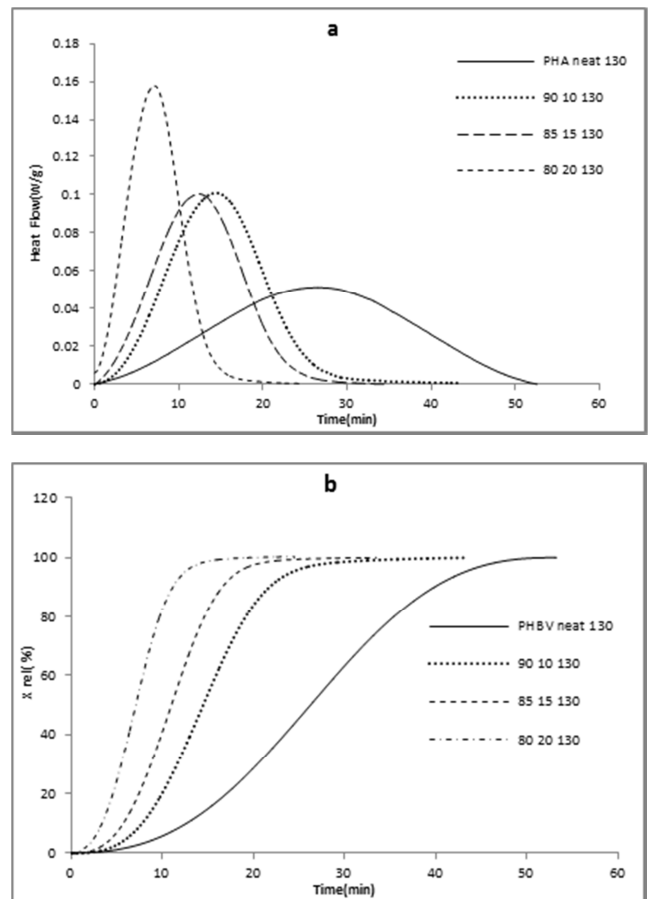 a
0.18
0.16
0.14
0.12
0.1
0.08
0.06
0.04
0.02
0
Heat Flow(W/g)
0 10 20 30 40 50 60
Time(min)
PHA neat 130
90 10 130
85 15 130
80 20 130
b
120
100
80
60
40
20
0
X rel( %)
0 10 20 30 40 50 60
Time(min)
PHBV neat 130
90 10 130
85 15 130
80 20 130